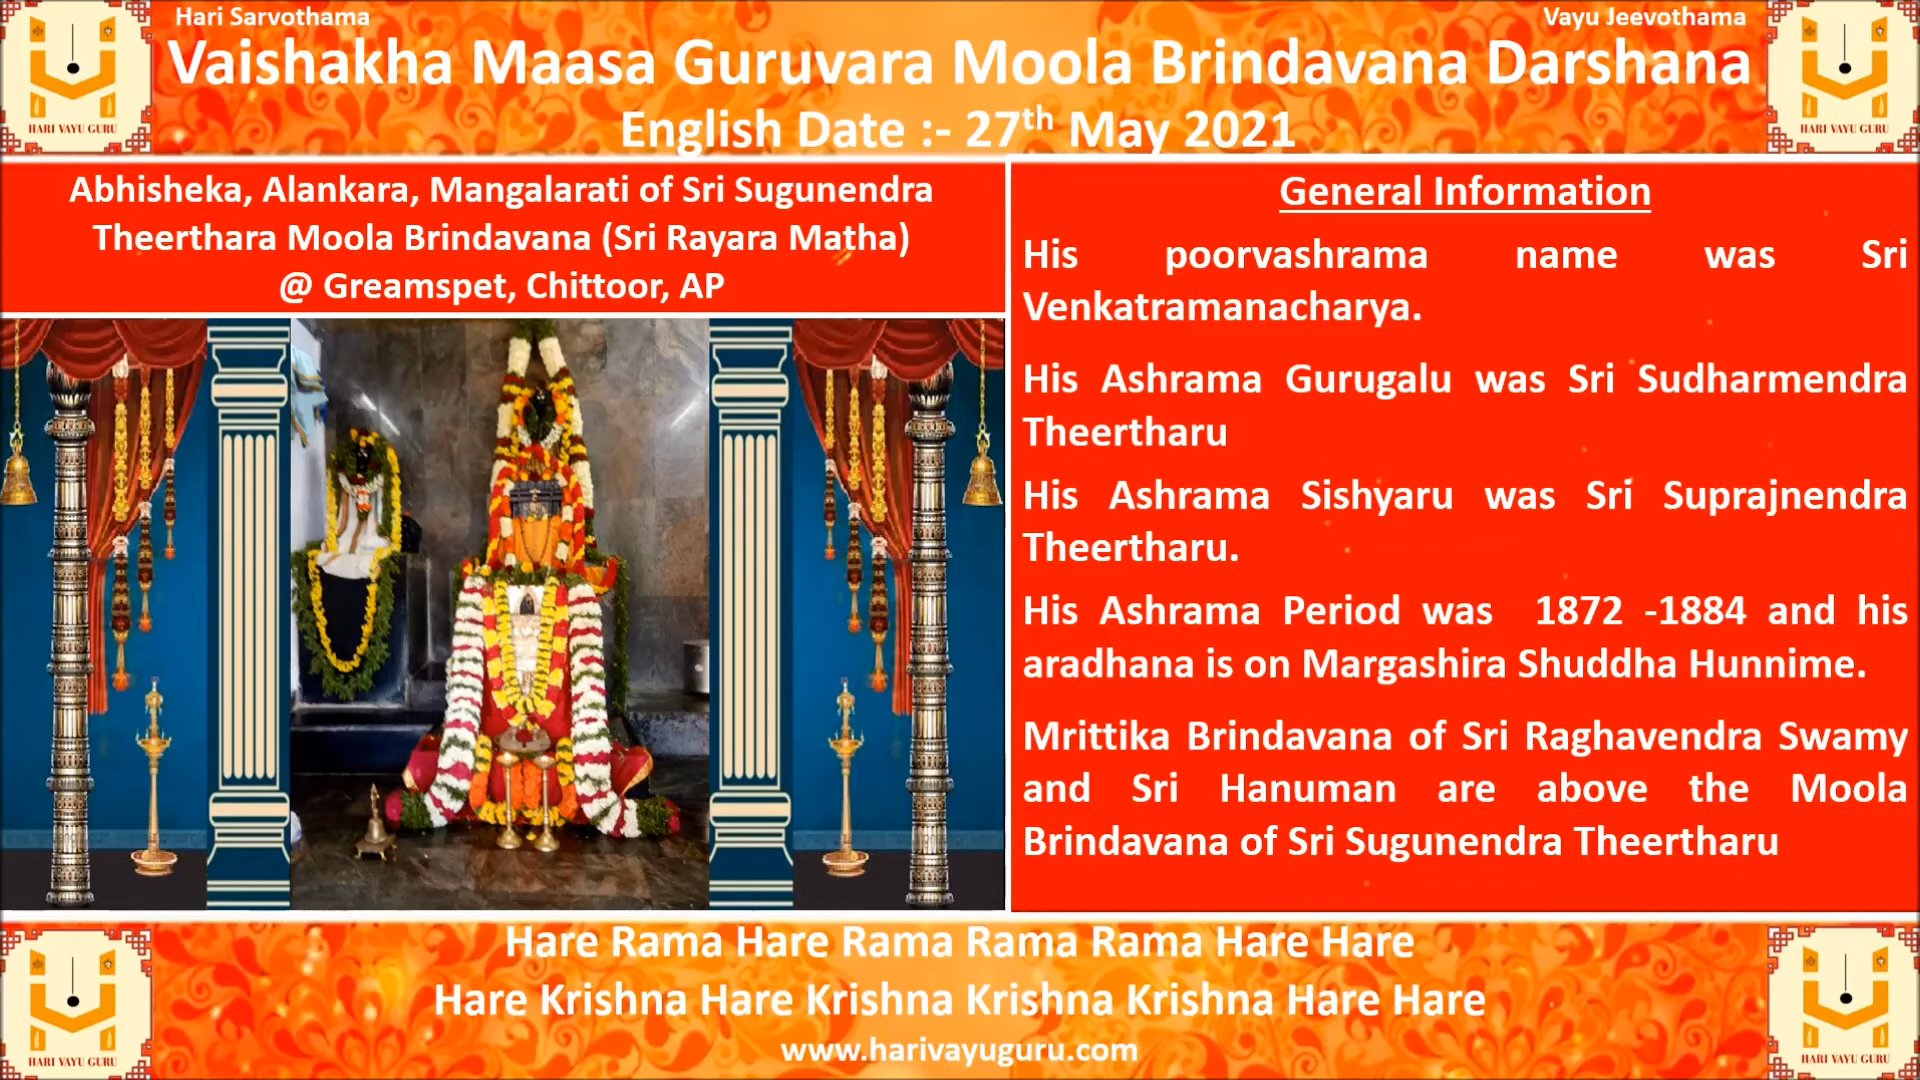 Hari Sarvothama
Vayu Jeevothama
Vaishakha Maasa Guruvara Moola Brindavana Darshana
English Date :- 27th May 2021
HARI VAYU GURU
HARI VAYU GURU
Abhisheka, Alankara, Mangalarati of Sri Sugunendra
Theerthara Moola Brindavana (Sri Rayara Matha)
@ Greamspet, Chittoor, AP
General Information
His poorvashrama name was Sri
Venkatramanacharya.
His Ashrama Gurugalu was Sri Sudharmendra
Theertharu
His Ashrama Sishyaru was Sri Suprajnendra
Theertharu.
His Ashrama Period was 1872 -1884 and his
aradhana is on Margashira Shuddha Hunnime.
Mrittika Brindavana of Sri Raghavendra Swamy
and Sri Hanuman are above the Moola
Brindavana of Sri Sugunendra Theertharu
Hare Rama Hare Rama Rama Rama Hare Hare
Hare Krishna Hare Krishna Krishna Krishna Hare Hare
www.harivayuguru.com
HARI VAYU GURU
HARI VAYU GURU